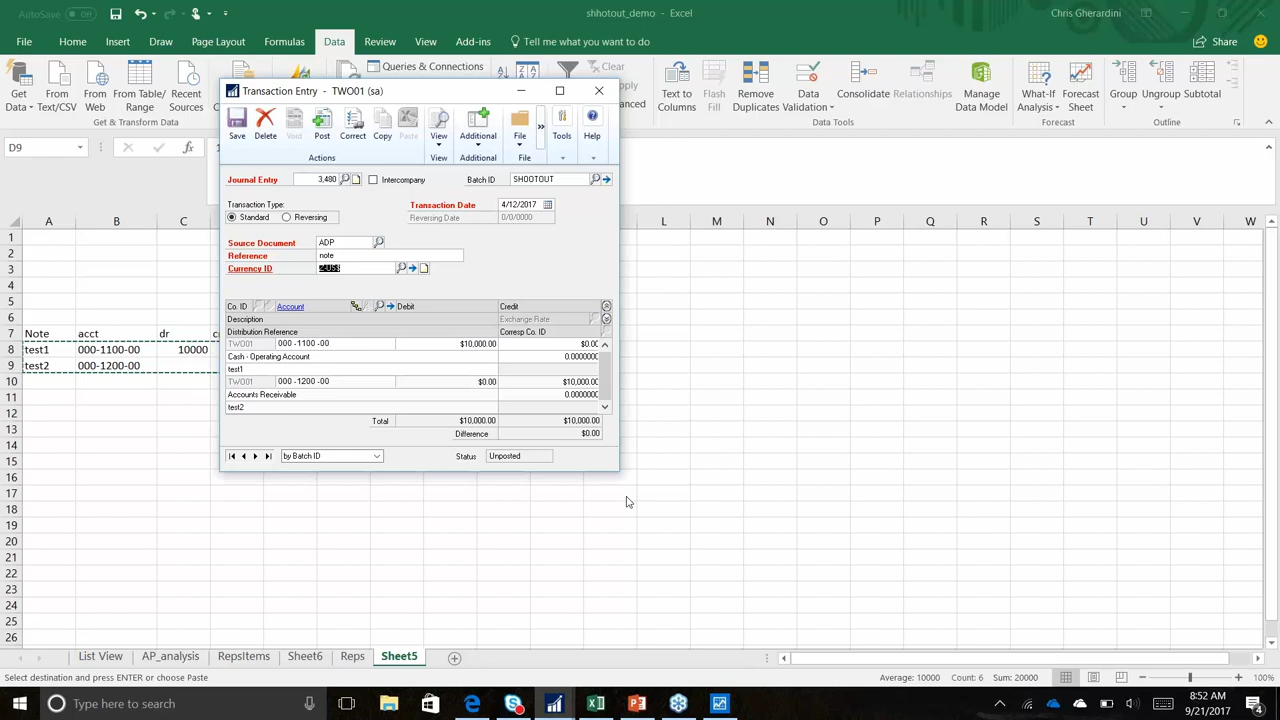 AutoSave Off
shhotout_demo - Excel
Chris Gherardini
File Home Insert Draw Page Layout Formulas Data Review View Add-ins Tell me what you want to do Share
Get Data
From Text/CSV
From Web
From Table/ Range
Recent Sources
Queries & Connections
Clear
Text to Columns
Flash Fill
Remove Duplicates
Data Validation
Consolidate
Relationships
Manage Data Model
What-If Analysis
Forecast Sheet
Group
Ungroup
Subtotal
Get & Transform Data
Data Tools
Forecast
Outline
D9
A B C L M N O P Q R S T U V W
1
2
3
4
5
6
7 Note acct dr
8 test1 000-1100-00 10000
9 test2 000-1200-00
10
11
12
13
14
15
16
17
18
19
20
21
22
23
24
25
26
Transaction Entry - TWO01 (sa)
Save Delete Void Post Correct Copy Paste View Additional File Tools Help
Actions View Additional File
Journal Entry 3,480 Intercompany Batch ID SHOOTOUT
Transaction Type:
Standard Reversing
Transaction Date 4/12/2017
Reversing Date 0/0/0000
Source Document ADP
Reference note
Currency ID Z-US$
Co. ID Account Debit Credit
Description Exchange Rate
Distribution Reference Corresp Co. ID
TWO01 000 -1100 -00 $10,000.00 $0.00
Cash - Operating Account 0.0000000
test1
TWO01 000 -1200 -00 $0.00 $10,000.00
Accounts Receivable 0.0000000
test2
Total $10,000.00 $10,000.00
Difference $0.00
by Batch ID Status Unposted
List View AP_analysis RepsItems Sheet6 Reps Sheet5
Select destination and press ENTER or choose Paste Average: 10000 Count: 6 Sum: 20000 100%
Type here to search
8:52 AM
9/21/2017